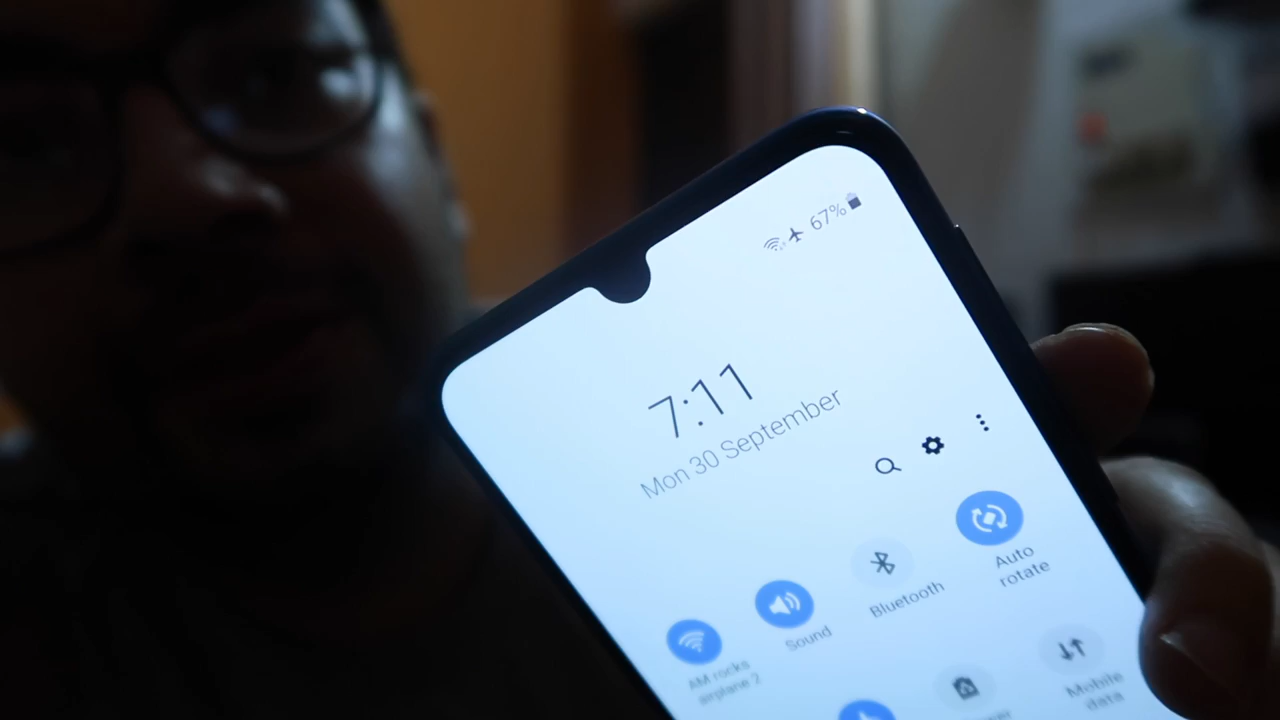 67%
7:11
Mon 30 September
AM rocks
airplane 2
Sound
Bluetooth
Auto
rotate
Mobile
data